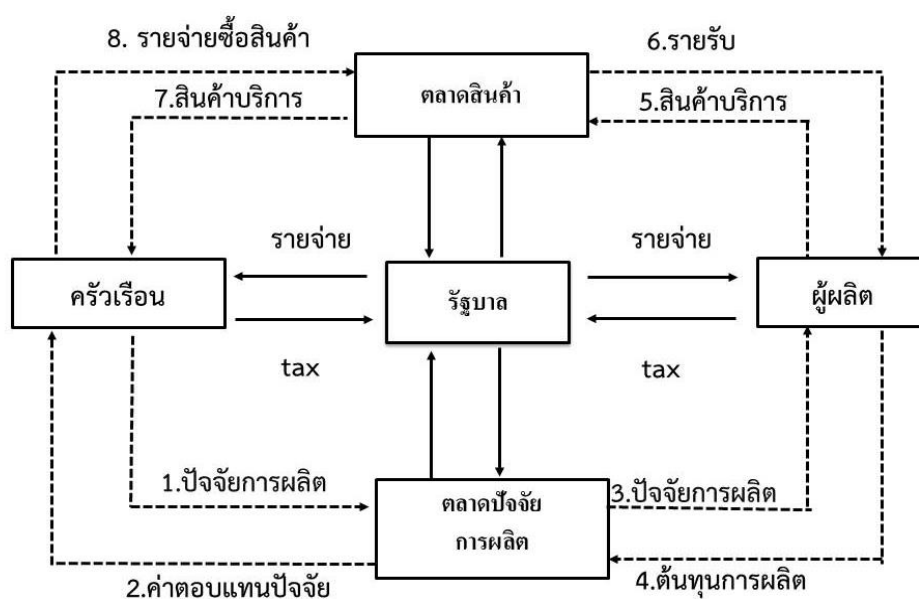 8. รายจ่ายซื้อสินค้า
6.รายรับ
ตลาดสินค้า
7.สินค้าบริการ
5.สินค้าบริการ
รายจ่าย
รายจ่าย
ครัวเรือน
รัฐบาล
ผู้ผลิต
tax
tax
1.ปัจจัยการผลิต
ตลาดปัจจัย
การผลิต
3.ปัจจัยการผลิต
2.ค่าตอบแทนปัจจัย
4.ต้นทุนการผลิต